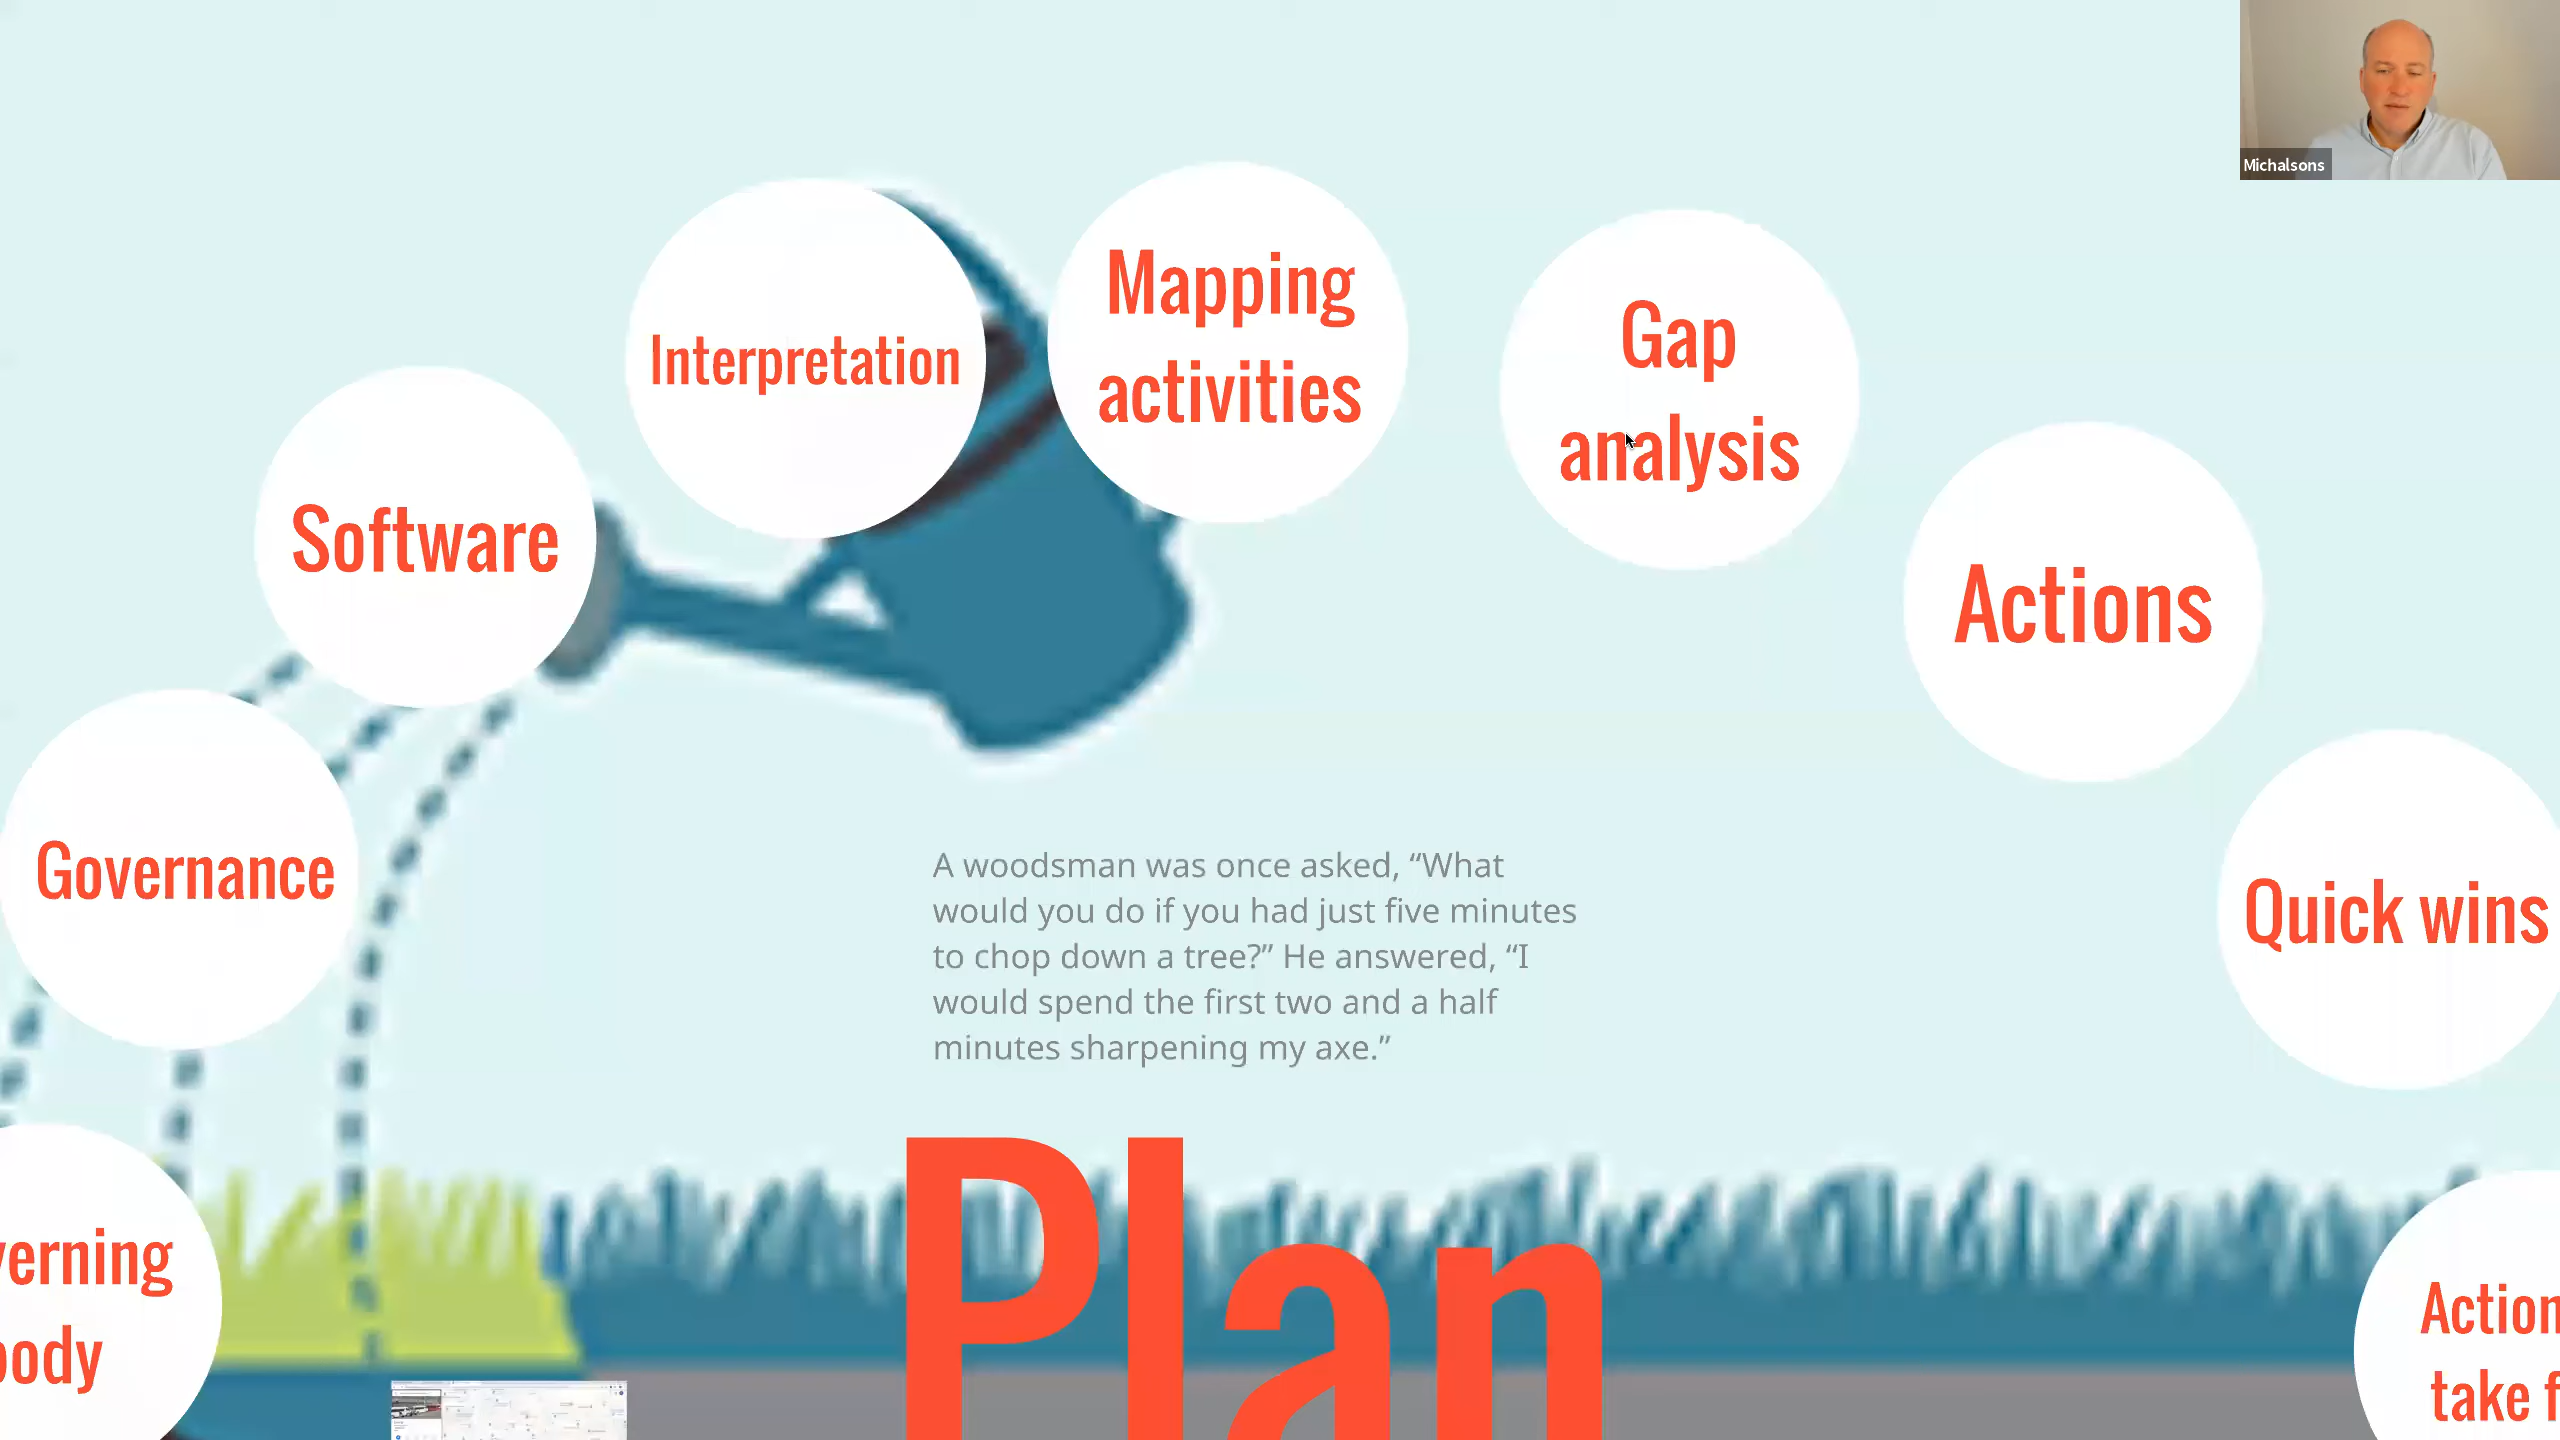 Michalsons
Mapping
activities
Interpretation
Gap
analysis
Software
Actions
Governance
Quick wins
A woodsman was once asked, “What
would you do if you had just five minutes
to chop down a tree?” He answered, “I
would spend the first two and a half
minutes sharpening my axe.”
Plan
verning
body
Action
take f